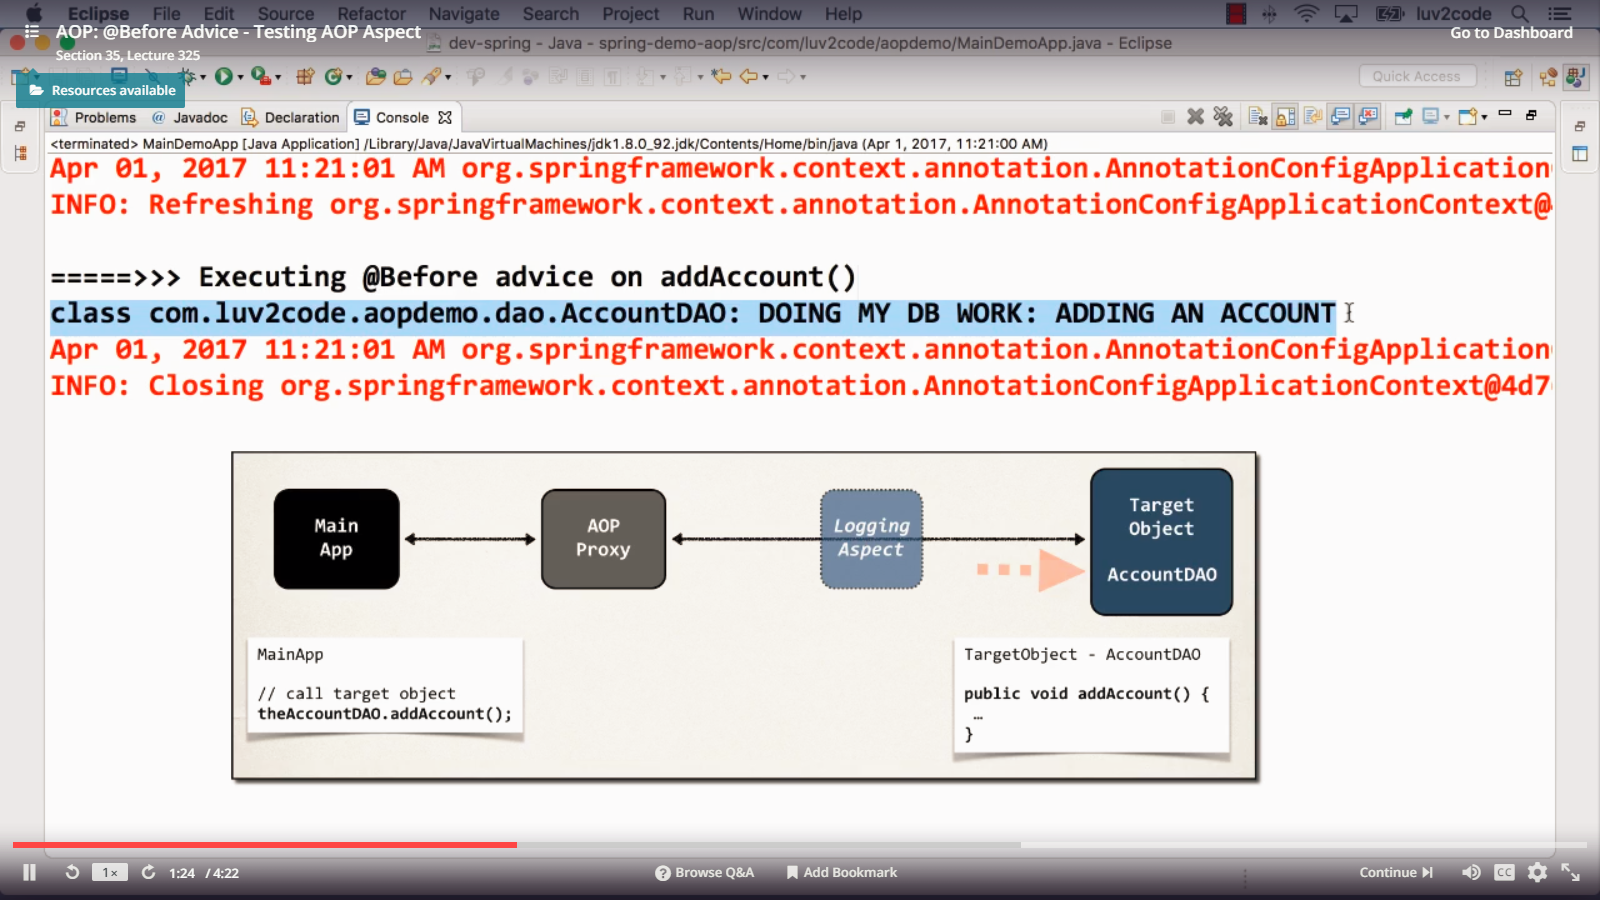 Eclipse File Edit Source Refactor Navigate Search Project Run Window Help luv2code
AOP: @Before Advice - Testing AOP Aspect
Go to Dashboard
dev-spring - Java - spring-demo-aop/src/com/luv2code/aopdemo/MainDemoApp.java - Eclipse
Section 35, Lecture 325
Quick Access
Resources available
Problems @ Javadoc Declaration Console
<terminated> MainDemoApp [Java Application] /Library/Java/JavaVirtualMachines/jdk1.8.0_92.jdk/Contents/Home/bin/java (Apr 1, 2017, 11:21:00 AM)
Apr 01, 2017 11:21:01 AM org.springframework.context.annotation.AnnotationConfigApplication
INFO: Refreshing org.springframework.context.annotation.AnnotationConfigApplicationContext@
=====>>> Executing @Before advice on addAccount()
class com.luv2code.aopdemo.dao.AccountDAO: DOING MY DB WORK: ADDING AN ACCOUNT
Apr 01, 2017 11:21:01 AM org.springframework.context.annotation.AnnotationConfigApplication
INFO: Closing org.springframework.context.annotation.AnnotationConfigApplicationContext@4d7
Main
App
AOP
Proxy
Logging
Aspect
Target
Object
AccountDAO
MainApp
// call target object
theAccountDAO.addAccount();
TargetObject - AccountDAO
public void addAccount() {
…
}
1x
1:24 / 4:22
Browse Q&A
Add Bookmark
Continue
CC